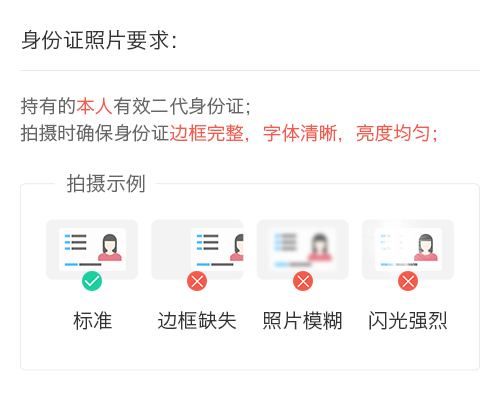 身份证照片要求：
持有的本人有效二代身份证；
拍摄时确保身份证边框完整，字体清晰，亮度均匀；
拍摄示例
标准
边框缺失
照片模糊
闪光强烈